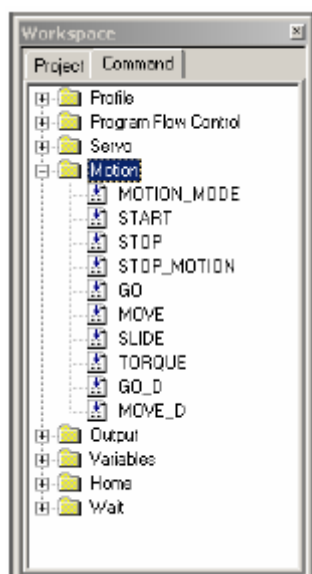 Workspace
Project Command
Profile
Program Flow Control
Servo
Motion
MOTION_MODE
START
STOP
STOP_MOTION
GO
MOVE
SLIDE
TORQUE
GO_D
MOVE_D
Output
Variables
Home
Wait